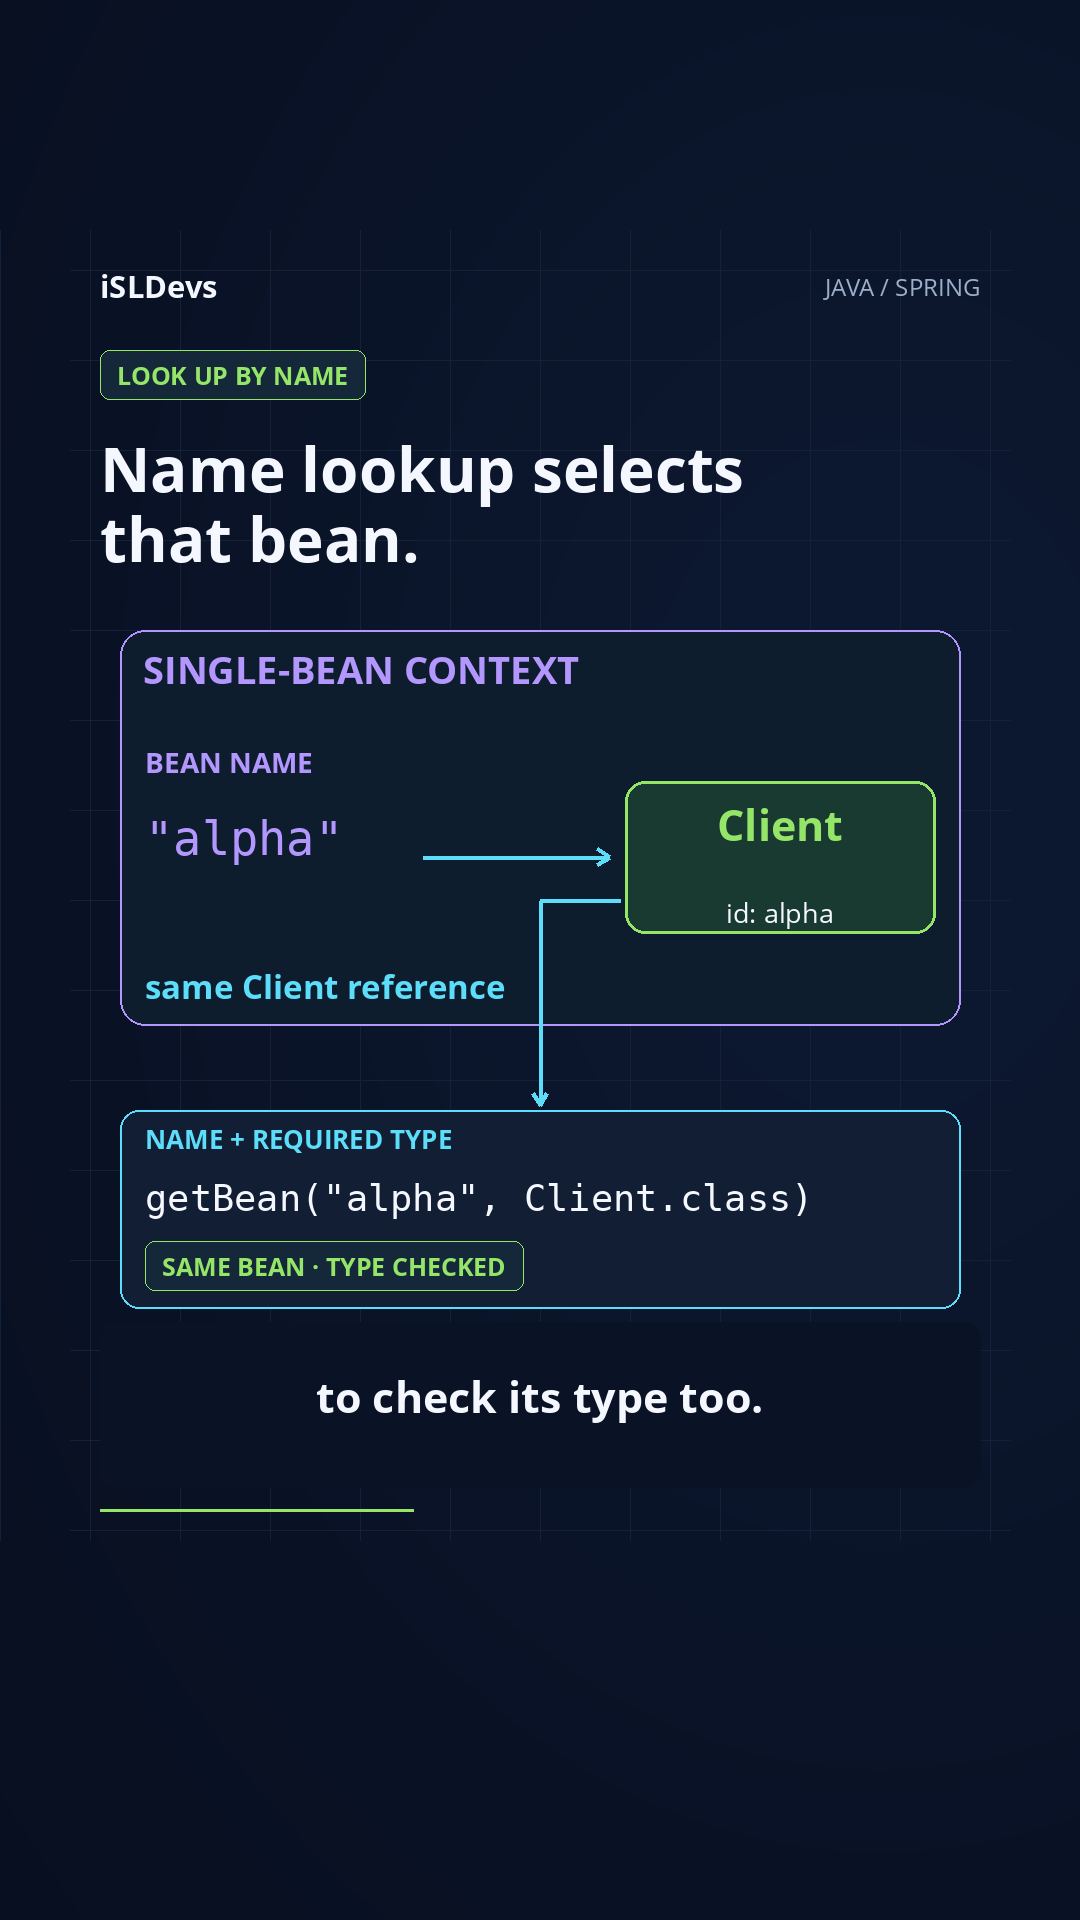 iSLDevs
JAVA / SPRING
LOOK UP BY NAME
Name lookup selects
that bean.
SINGLE-BEAN CONTEXT
BEAN NAME
"alpha"
Client
id: alpha
same Client reference
NAME + REQUIRED TYPE
getBean("alpha", Client.class)
SAME BEAN · TYPE CHECKED
to check its type too.